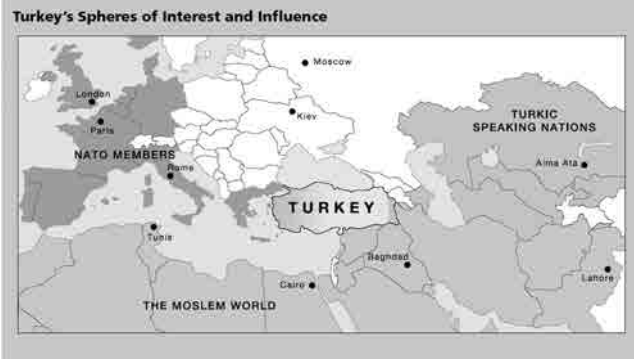 Turkey's Spheres of Interest and Influence
Moscow
London
Kiev
Paris
TURKIC
SPEAKING NATIONS
NATO MEMBERS
Rome
Alma Ata
TURKEY
Tunis
Baghdad
Lahore
Cairo
THE MOSLEM WORLD